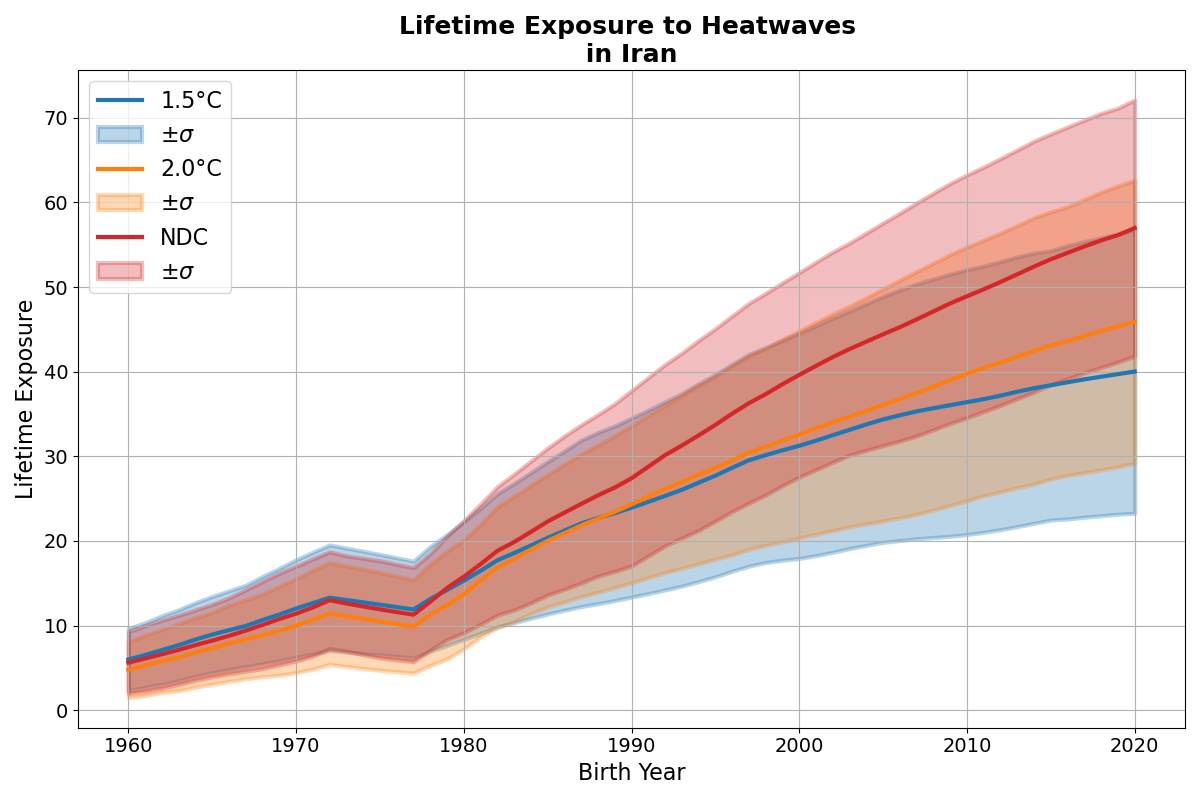 Lifetime Exposure to Heatwaves
in Iran
1.5°C
±σ
2.0°C
±σ
NDC
±σ
Lifetime Exposure
70
60
50
40
30
20
10
0
1960 1970 1980 1990 2000 2010 2020
Birth Year